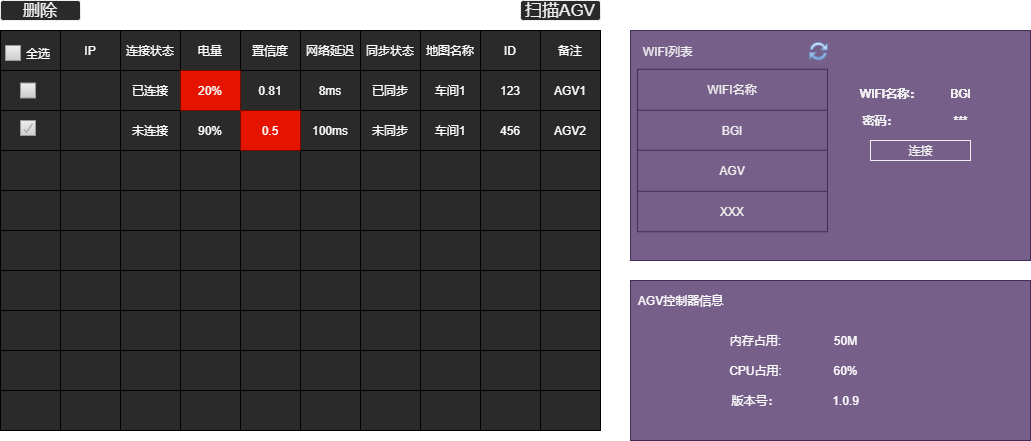 删除
扫描AGV
全选 IP 连接状态 电量 置信度 网络延迟 同步状态 地图名称 ID 备注
已连接 20% 0.81 8ms 已同步 车间1 123 AGV1
未连接 90% 0.5 100ms 未同步 车间1 456 AGV2
WIFI列表
WIFI名称
BGI
AGV
XXX
WIFI名称： BGI
密码： ***
连接
AGV控制器信息
内存占用: 50M
CPU占用: 60%
版本号： 1.0.9